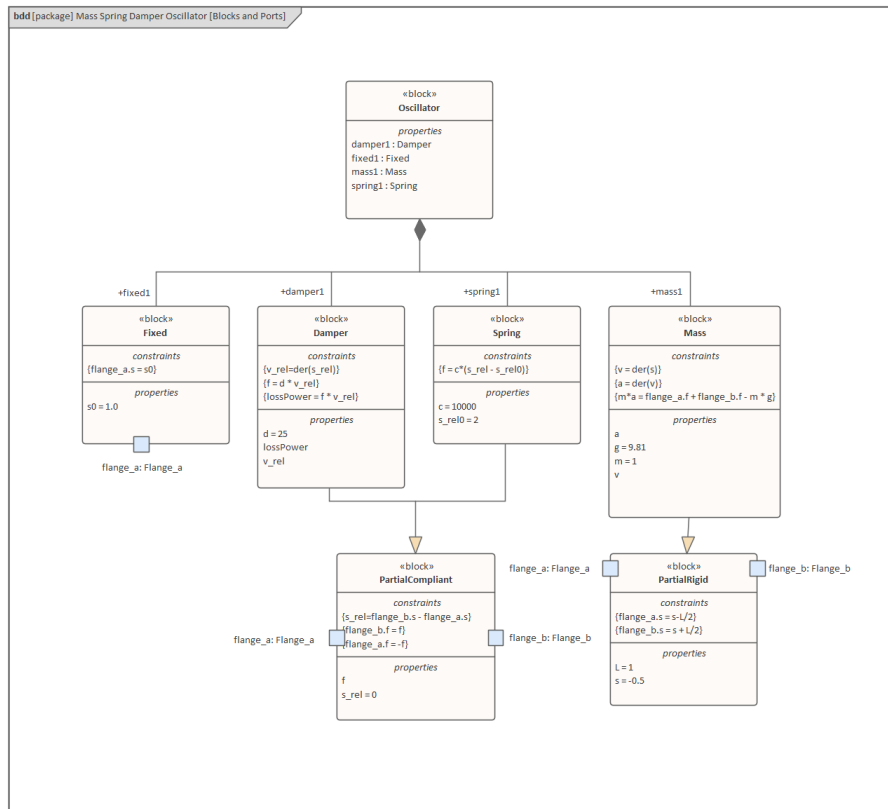 bdd [package] Mass Spring Damper Oscillator [Blocks and Ports]
«block»
Oscillator
properties
damper1 : Damper
fixed1 : Fixed
mass1 : Mass
spring1 : Spring
+fixed1
+damper1
+spring1
+mass1
«block»
Fixed
constraints
{flange_a.s = s0}
properties
s0 = 1.0
flange_a: Flange_a
«block»
Damper
constraints
{v_rel=der(s_rel)}
{f = d * v_rel}
{lossPower = f * v_rel}
properties
d = 25
lossPower
v_rel
«block»
Spring
constraints
{f = c*(s_rel - s_rel0)}
properties
c = 10000
s_rel0 = 2
«block»
Mass
constraints
{v = der(s)}
{a = der(v)}
{m*a = flange_a.f + flange_b.f - m * g}
properties
a
g = 9.81
m = 1
v
«block»
PartialCompliant
constraints
{s_rel=flange_b.s - flange_a.s}
{flange_b.f = f}
{flange_a.f = -f}
properties
f
s_rel = 0
flange_a: Flange_a
flange_b: Flange_b
flange_a: Flange_a
«block»
PartialRigid
constraints
{flange_a.s = s-L/2}
{flange_b.s = s + L/2}
properties
L = 1
s = -0.5
flange_b: Flange_b